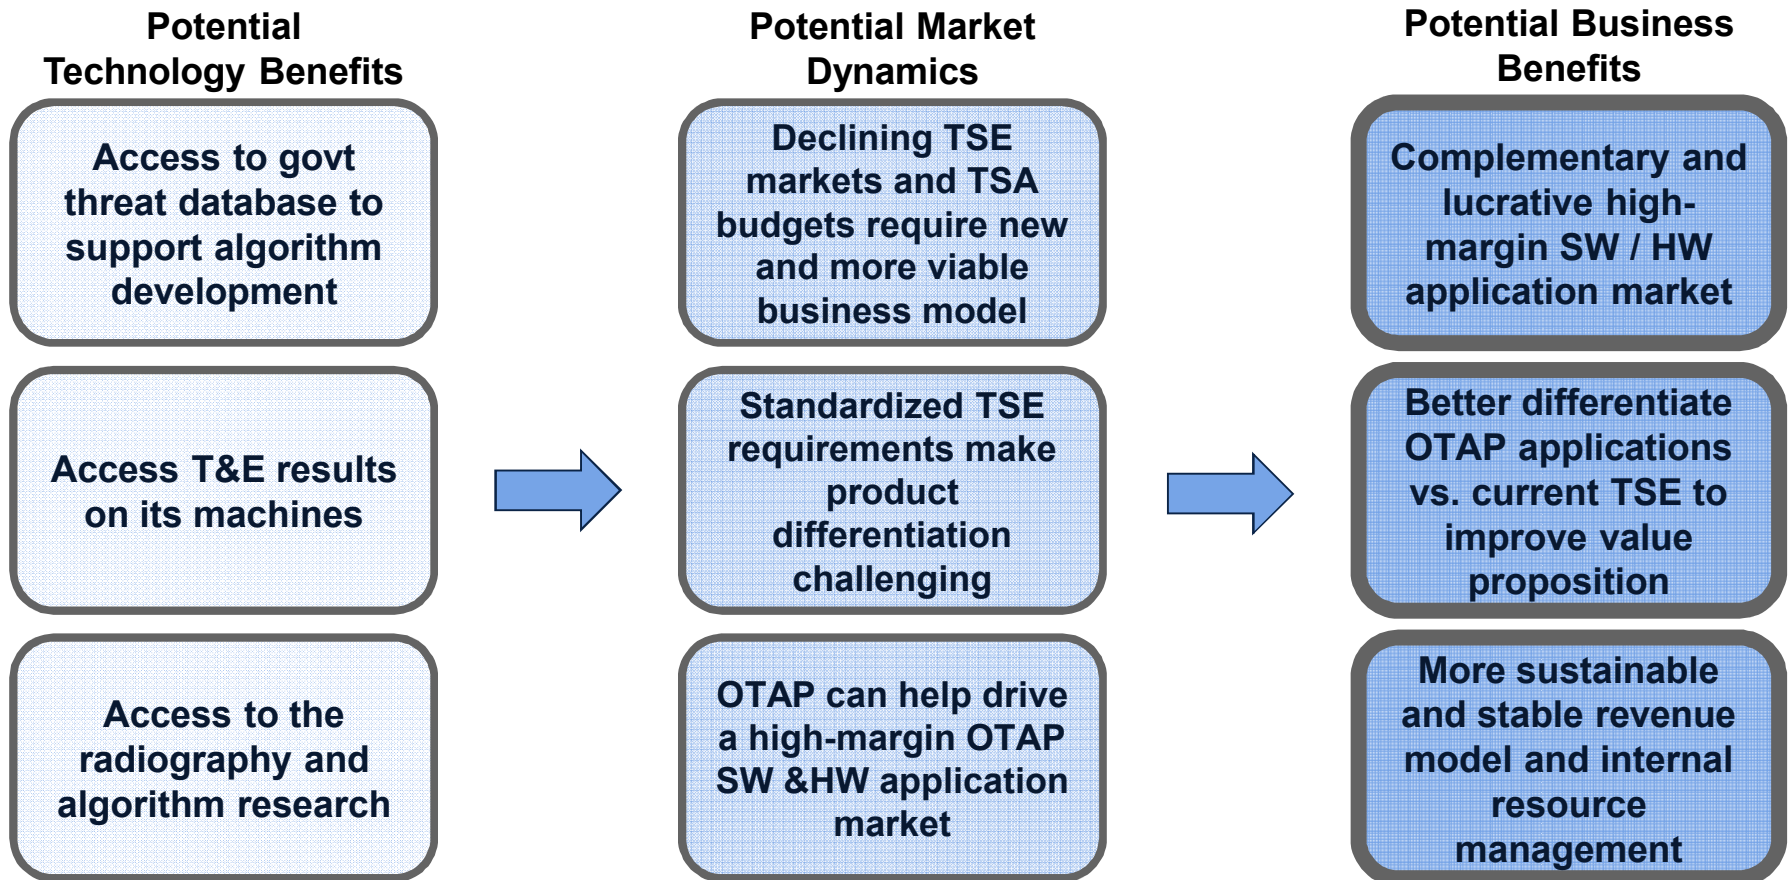 Potential
Technology Benefits
Access to govt
threat database to
support algorithm
development
Access T&E results
on its machines
Access to the
radiography and
algorithm research
Potential Market
Dynamics
Declining TSE
markets and TSA
budgets require new
and more viable
business model
Standardized TSE
requirements make
product
differentiation
challenging
OTAP can help drive
a high-margin OTAP
SW &HW application
market
Potential Business
Benefits
Complementary and
lucrative high-
margin SW / HW
application market
Better differentiate
OTAP applications
vs. current TSE to
improve value
proposition
More sustainable
and stable revenue
model and internal
resource
management